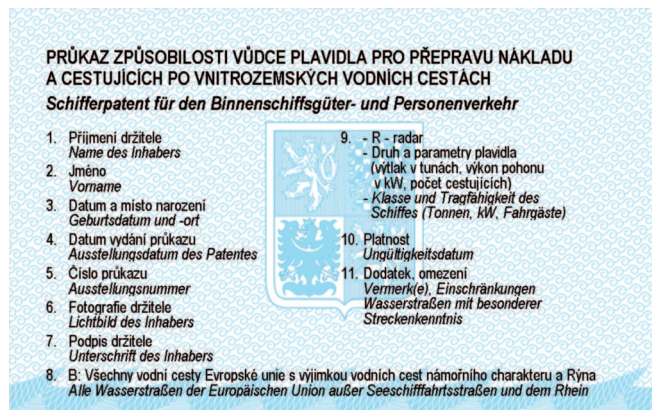 PRŮKAZ ZPŮSOBILOSTI VŮDCE PLAVIDLA PRO PŘEPRAVU NÁKLADU
A CESTUJÍCÍCH PO VNITROZEMSKÝCH VODNÍCH CESTÁCH
Schifferpatent für den Binnenschiffsgüter- und Personenverkehr
1. Příjmení držitele
Name des Inhabers
2. Jméno
Vorname
3. Datum a místo narození
Geburtsdatum und -ort
4. Datum vydání průkazu
Ausstellungsdatum des Patentes
5. Číslo průkazu
Ausstellungsnummer
6. Fotografie držitele
Lichtbild des Inhabers
7. Podpis držitele
Unterschrift des Inhabers
8. B: Všechny vodní cesty Evropské unie s výjimkou vodních cest námořního charakteru a Rýna
Alle Wasserstraßen der Europäischen Union außer Seeschifffahrtsstraßen und dem Rhein
9. - R - radar
- Druh a parametry plavidla
(výtlak v tunách, výkon pohonu
v kW, počet cestujících)
- Klasse und Tragfähigkeit des
Schiffes (Tonnen, kW, Fahrgäste)
10. Platnost
Ungültigkeitsdatum
11. Dodatek, omezení
Vermerk(e), Einschränkungen
Wasserstraßen mit besonderer
Streckenkenntnis